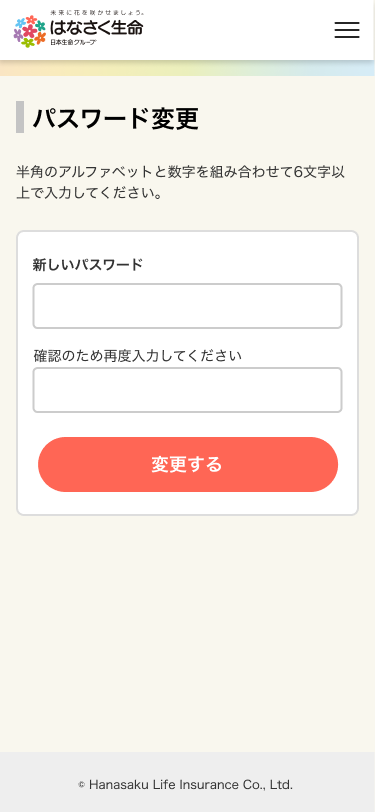 未来に花を咲かせましょう。
はなさく生命
日本生命グループ
パスワード変更
半角のアルファベットと数字を組み合わせて6文字以
上で入力してください。
新しいパスワード
確認のため再度入力してください
変更する
© Hanasaku Life Insurance Co., Ltd.